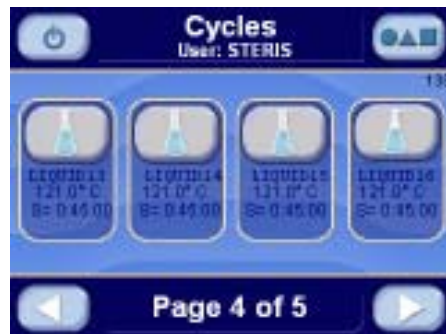 Cycles
User: STERIS
LIQUID13 LIQUID14 LIQUID15 LIQUID16
121.0° C 121.0° C 121.0° C 121.0° C
S= 0:45:00 S= 0:45:00 S= 0:45:00 S= 0:45:00
Page 4 of 5